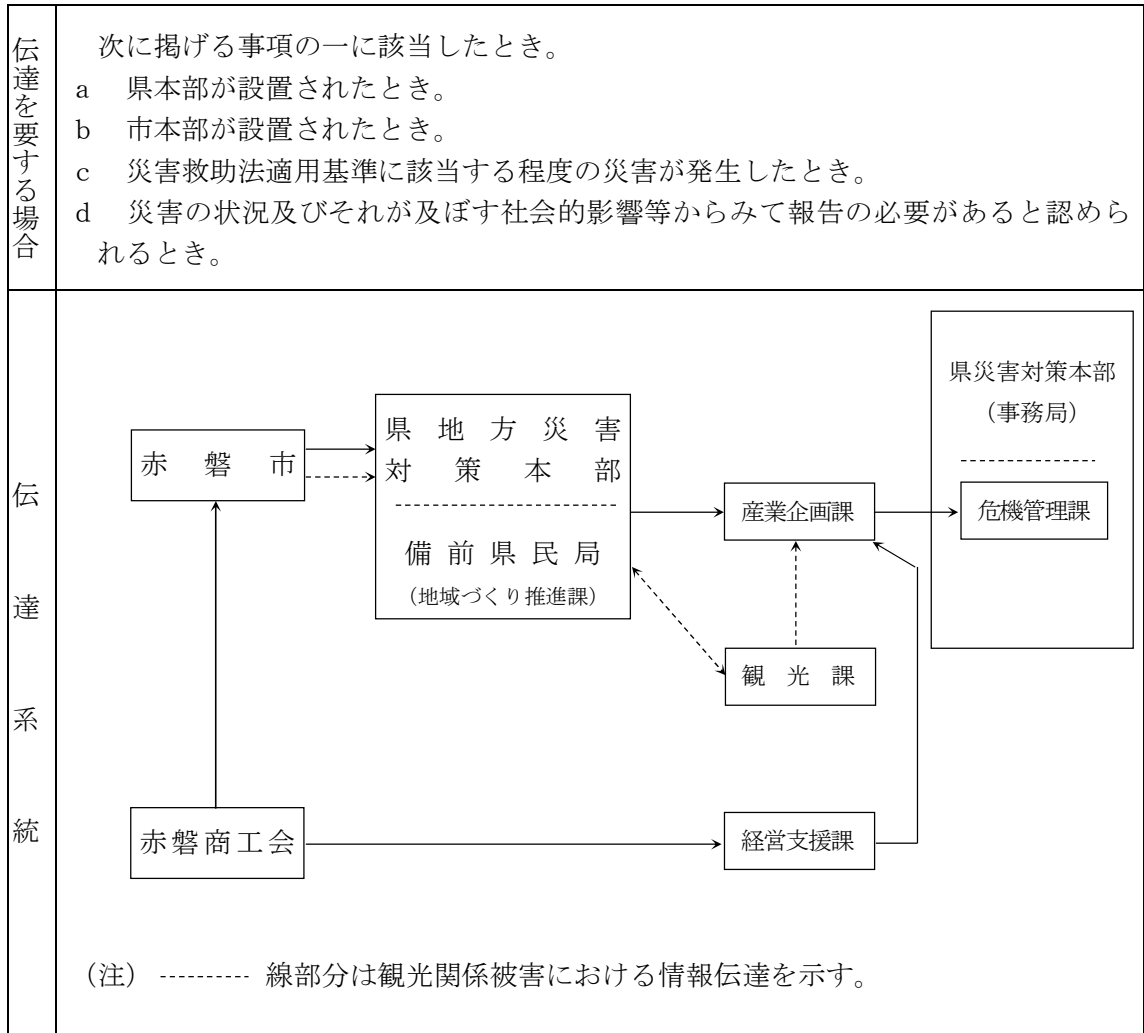 伝達を要する場合
次に掲げる事項の一に該当したとき。
a 県本部が設置されたとき。
b 市本部が設置されたとき。
c 災害救助法適用基準に該当する程度の災害が発生したとき。
d 災害の状況及びそれが及ぼす社会的影響等からみて報告の必要があると認めら
れるとき。
伝達系統
県災害対策本部
（事務局）
危機管理課
県地方災害
対策本部
備前県民局
（地域づくり推進課）
赤磐市
産業企画課
観光課
赤磐商工会
経営支援課
（注） ---------- 線部分は観光関係被害における情報伝達を示す。